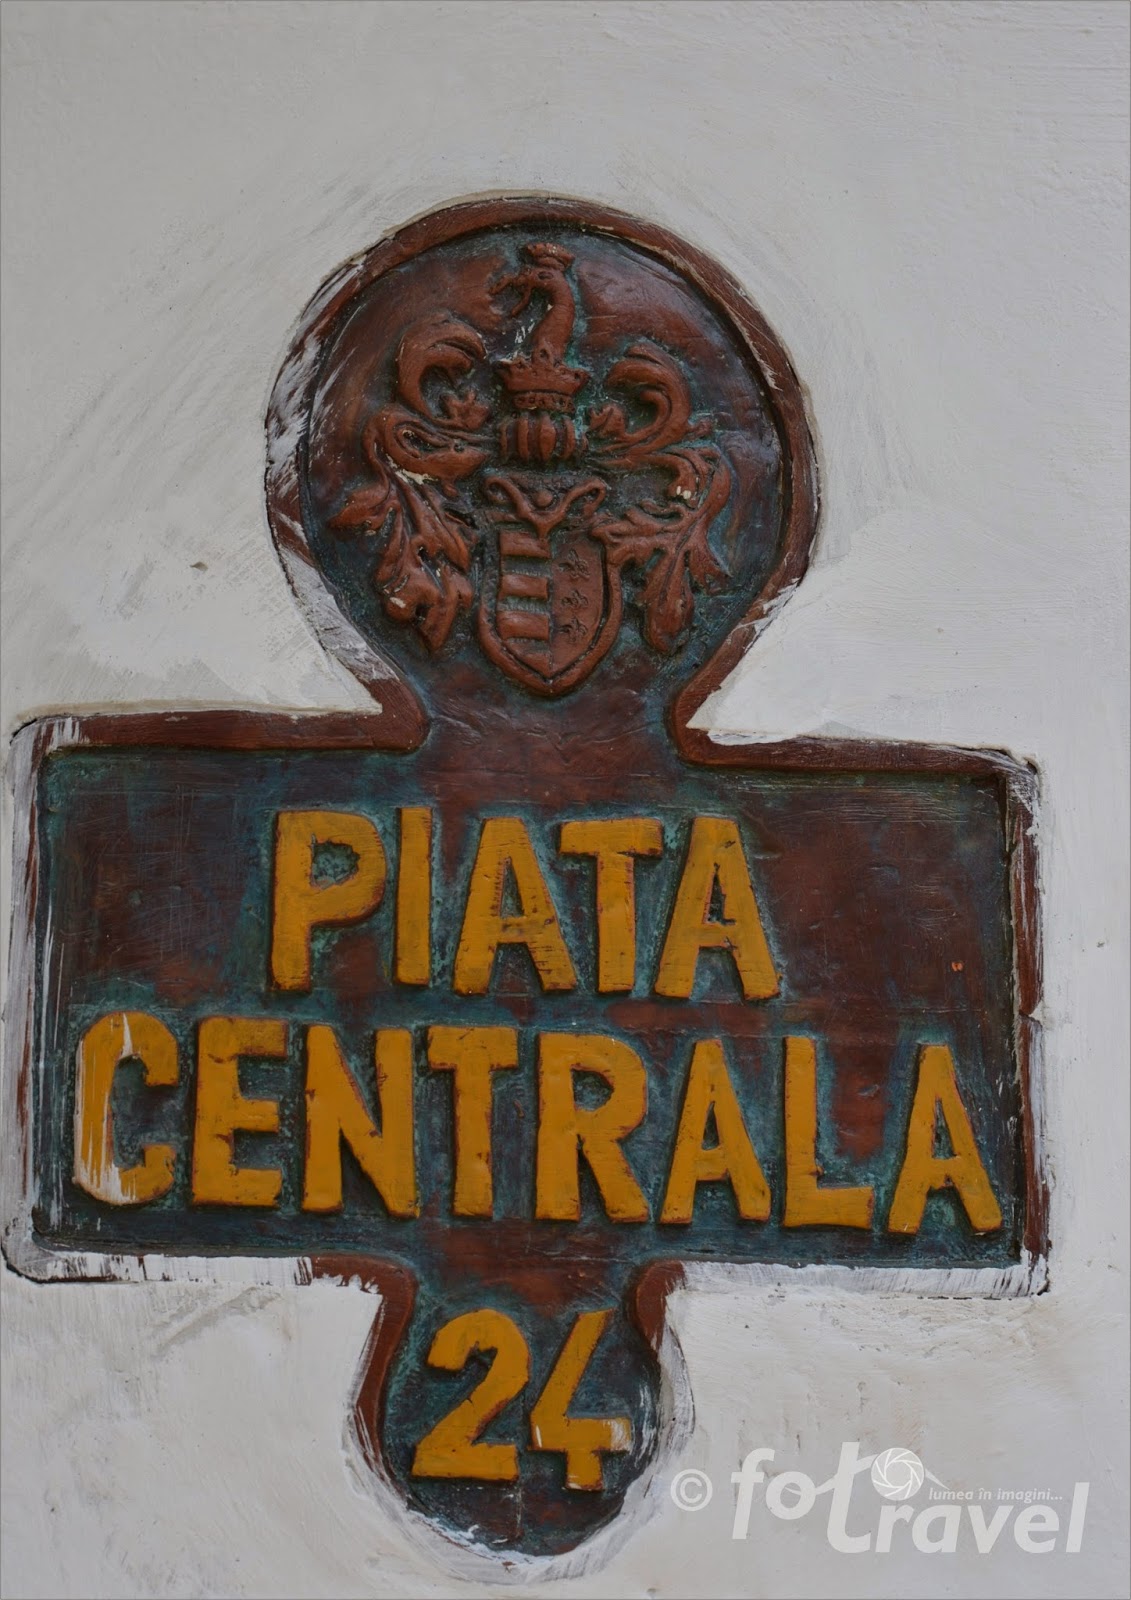 PIATA
CENTRALA
24
© fotravel
lumea în imagini...